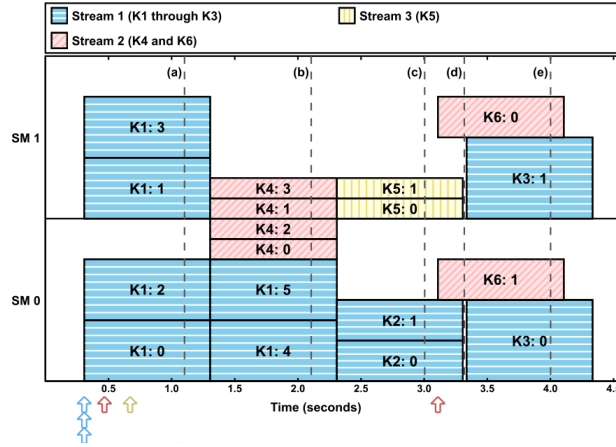 Stream 1 (K1 through K3)
Stream 3 (K5)
Stream 2 (K4 and K6)
(a)
(b)
(c)
(d)
(e)
SM 1
K1: 3
K1: 1
K4: 3
K4: 1
K5: 1
K5: 0
K6: 0
K3: 1
SM 0
K4: 2
K4: 0
K1: 2
K1: 0
K1: 5
K1: 4
K2: 1
K2: 0
K6: 1
K3: 0
0.5
1.0
1.5
2.0
2.5
3.0
3.5
4.0
4.5
Time (seconds)